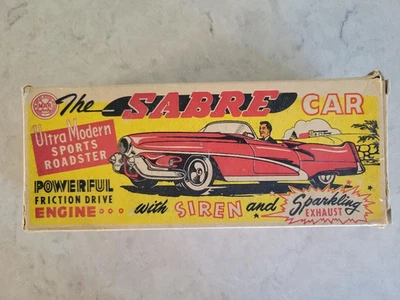 The SABRE CAR
Ultra Modern
SPORTS
ROADSTER
POWERFUL
FRICTION DRIVE
ENGINE... with SIREN and Sparkling
EXHAUST